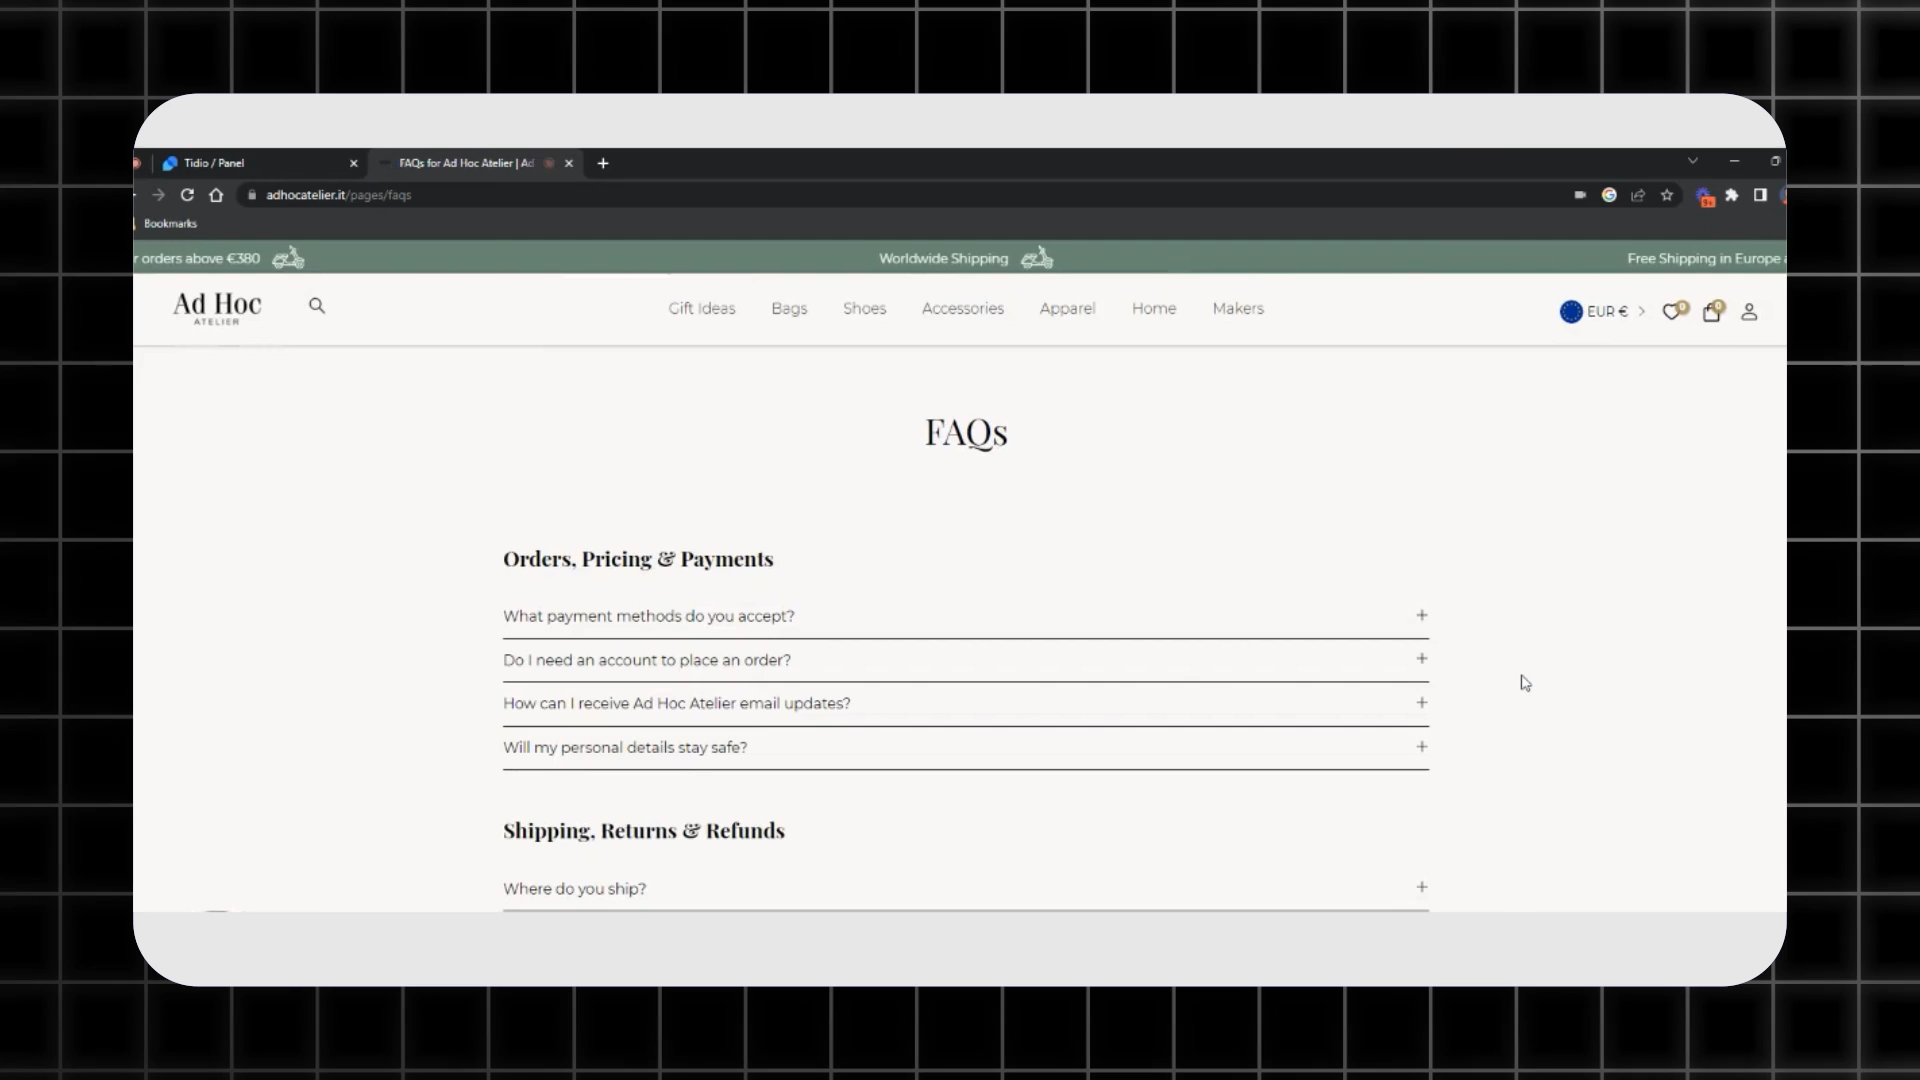 Tidio / Panel
FAQs for Ad Hoc Atelier | Ad
adhocatelier.it/pages/faqs
9+
Bookmarks
r orders above €380
Worldwide Shipping
Free Shipping in Europe a
Ad Hoc
ATELIER
Gift Ideas
Bags
Shoes
Accessories
Apparel
Home
Makers
EUR €
0
0
FAQs
Orders, Pricing & Payments
What payment methods do you accept?
Do I need an account to place an order?
How can I receive Ad Hoc Atelier email updates?
Will my personal details stay safe?
Shipping, Returns & Refunds
Where do you ship?